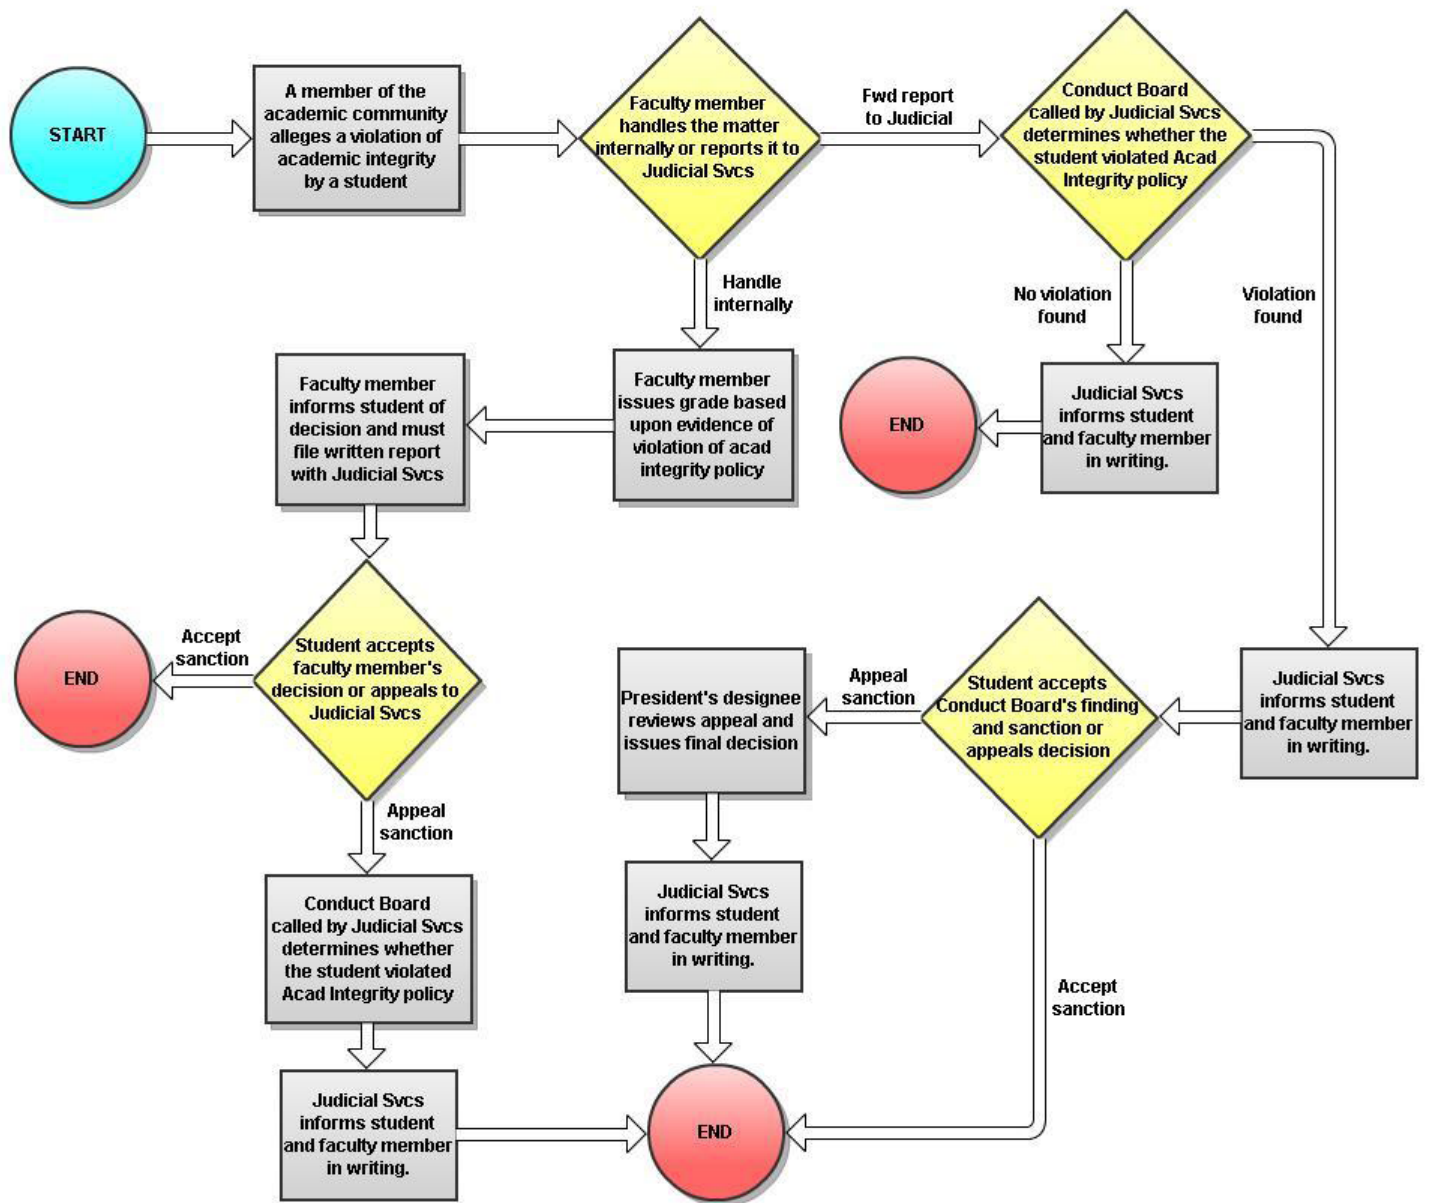 START
A member of the
academic community
alleges a violation of
academic integrity
by a student
Faculty member
handles the matter
internally or reports it to
Judicial Svcs
Fwd report
to Judicial
Conduct Board
called by Judicial Svcs
determines whether the
student violated Acad
Integrity policy
Handle
internally
No violation
found
Violation
found
Faculty member
informs student of
decision and must
file written report
with Judicial Svcs
Faculty member
issues grade based
upon evidence of
violation of acad
integrity policy
END
Judicial Svcs
informs student
and faculty member
in writing.
END
Accept
sanction
Student accepts
faculty member's
decision or appeals to
Judicial Svcs
President's designee
reviews appeal and
issues final decision
Appeal
sanction
Student accepts
Conduct Board's finding
and sanction or
appeals decision
Judicial Svcs
informs student
and faculty member
in writing.
Appeal
sanction
Conduct Board
called by Judicial Svcs
determines whether
the student violated
Acad Integrity policy
Judicial Svcs
informs student
and faculty member
in writing.
Accept
sanction
Judicial Svcs
informs student
and faculty member
in writing.
END